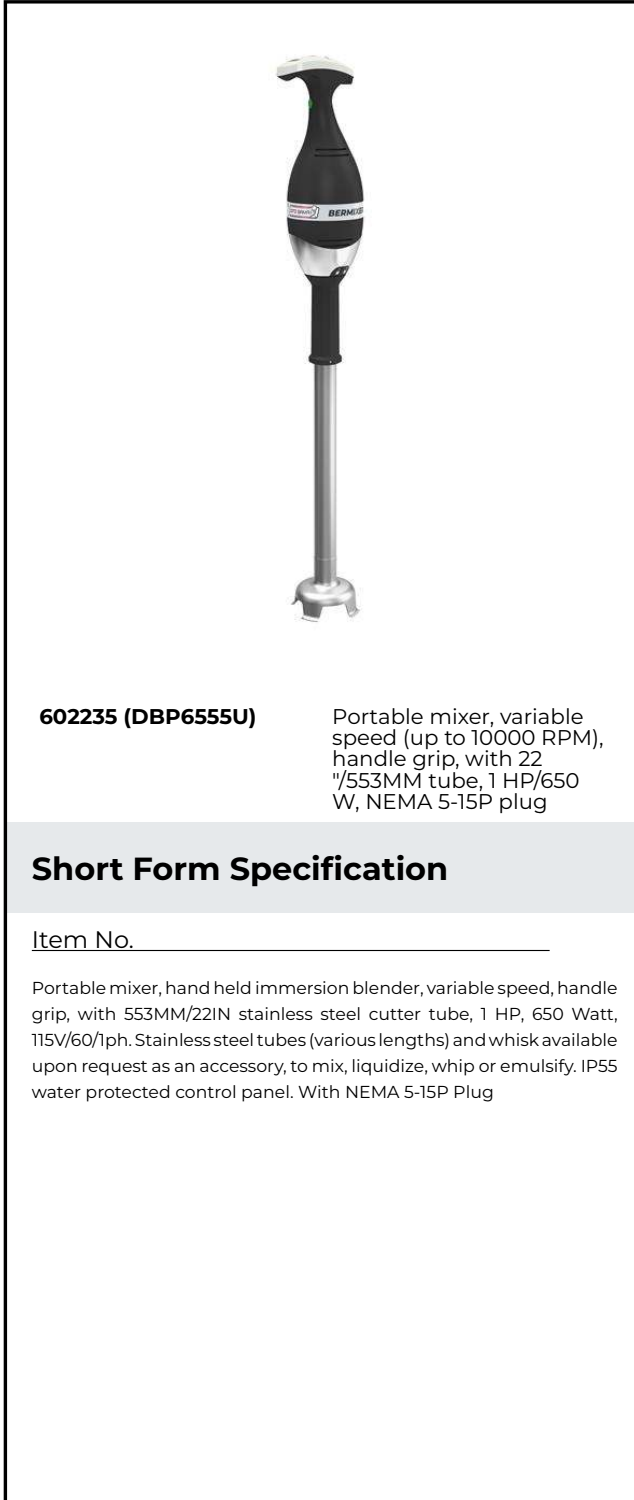 BERMIXER
602235 (DBP6555U)
Portable mixer, variable
speed (up to 10000 RPM),
handle grip, with 22
"/553MM tube, 1 HP/650
W, NEMA 5-15P plug
Short Form Specification
Item No.
Portable mixer, hand held immersion blender, variable speed, handle
grip, with 553MM/22IN stainless steel cutter tube, 1 HP, 650 Watt,
115V/60/1ph. Stainless steel tubes (various lengths) and whisk available
upon request as an accessory, to mix, liquidize, whip or emulsify. IP55
water protected control panel. With NEMA 5-15P Plug